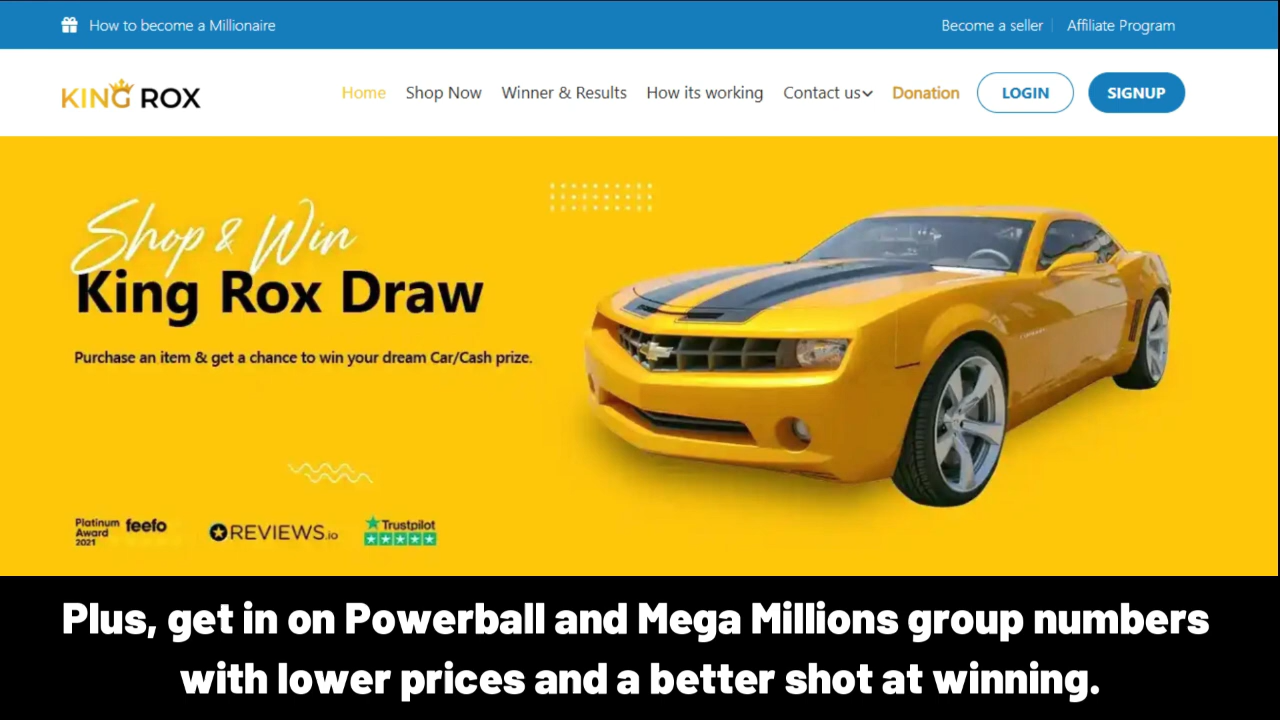 How to become a Millionaire
Become a seller
Affiliate Program
KING ROX
Home
Shop Now
Winner & Results
How its working
Contact us
Donation
LOGIN
SIGNUP
Shop & Win
King Rox Draw
Purchase an item & get a chance to win your dream Car/Cash prize.
Platinum
Award
2021
feefo
REVIEWS.io
Trustpilot
Plus, get in on Powerball and Mega Millions group numbers
with lower prices and a better shot at winning.